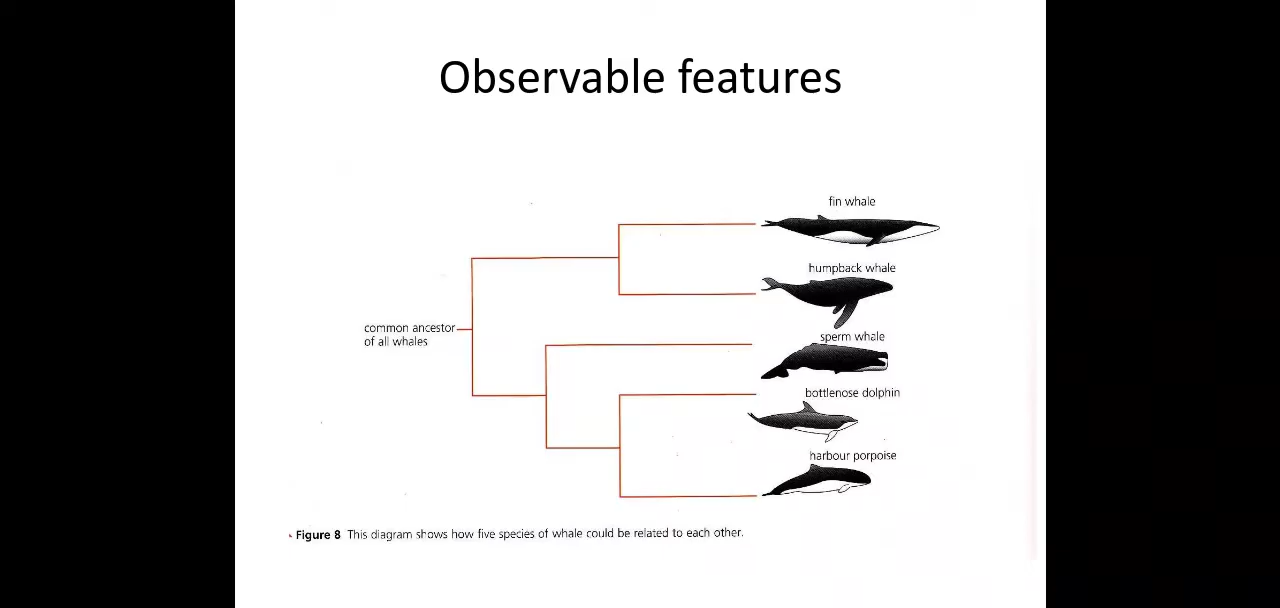 Observable features
fin whale
humpback whale
common ancestor
of all whales
sperm whale
bottlenose dolphin
harbour porpoise
Figure 8 This diagram shows how five species of whale could be related to each other.